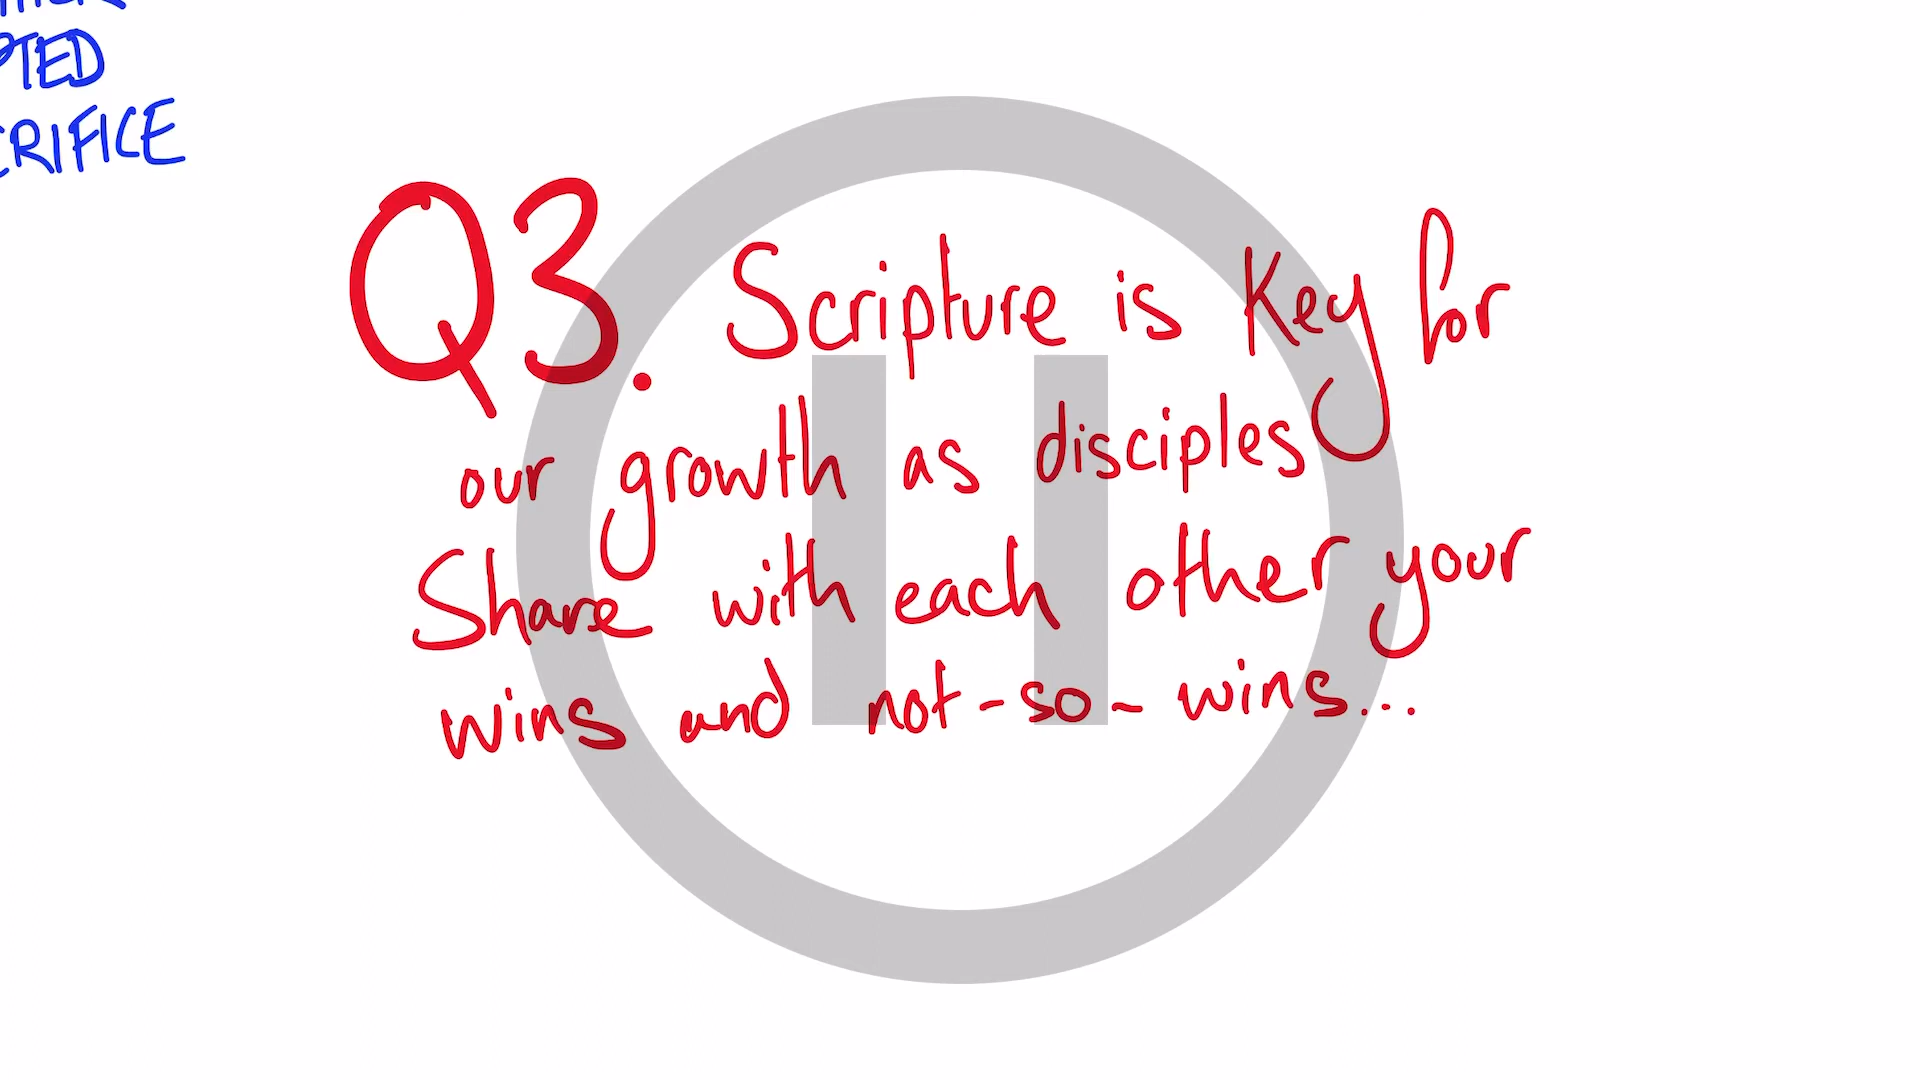 PTED
CRIFICE
Q3. Scripture is Key for
our growth as disciples
Share with each other your
wins and not-so-wins...